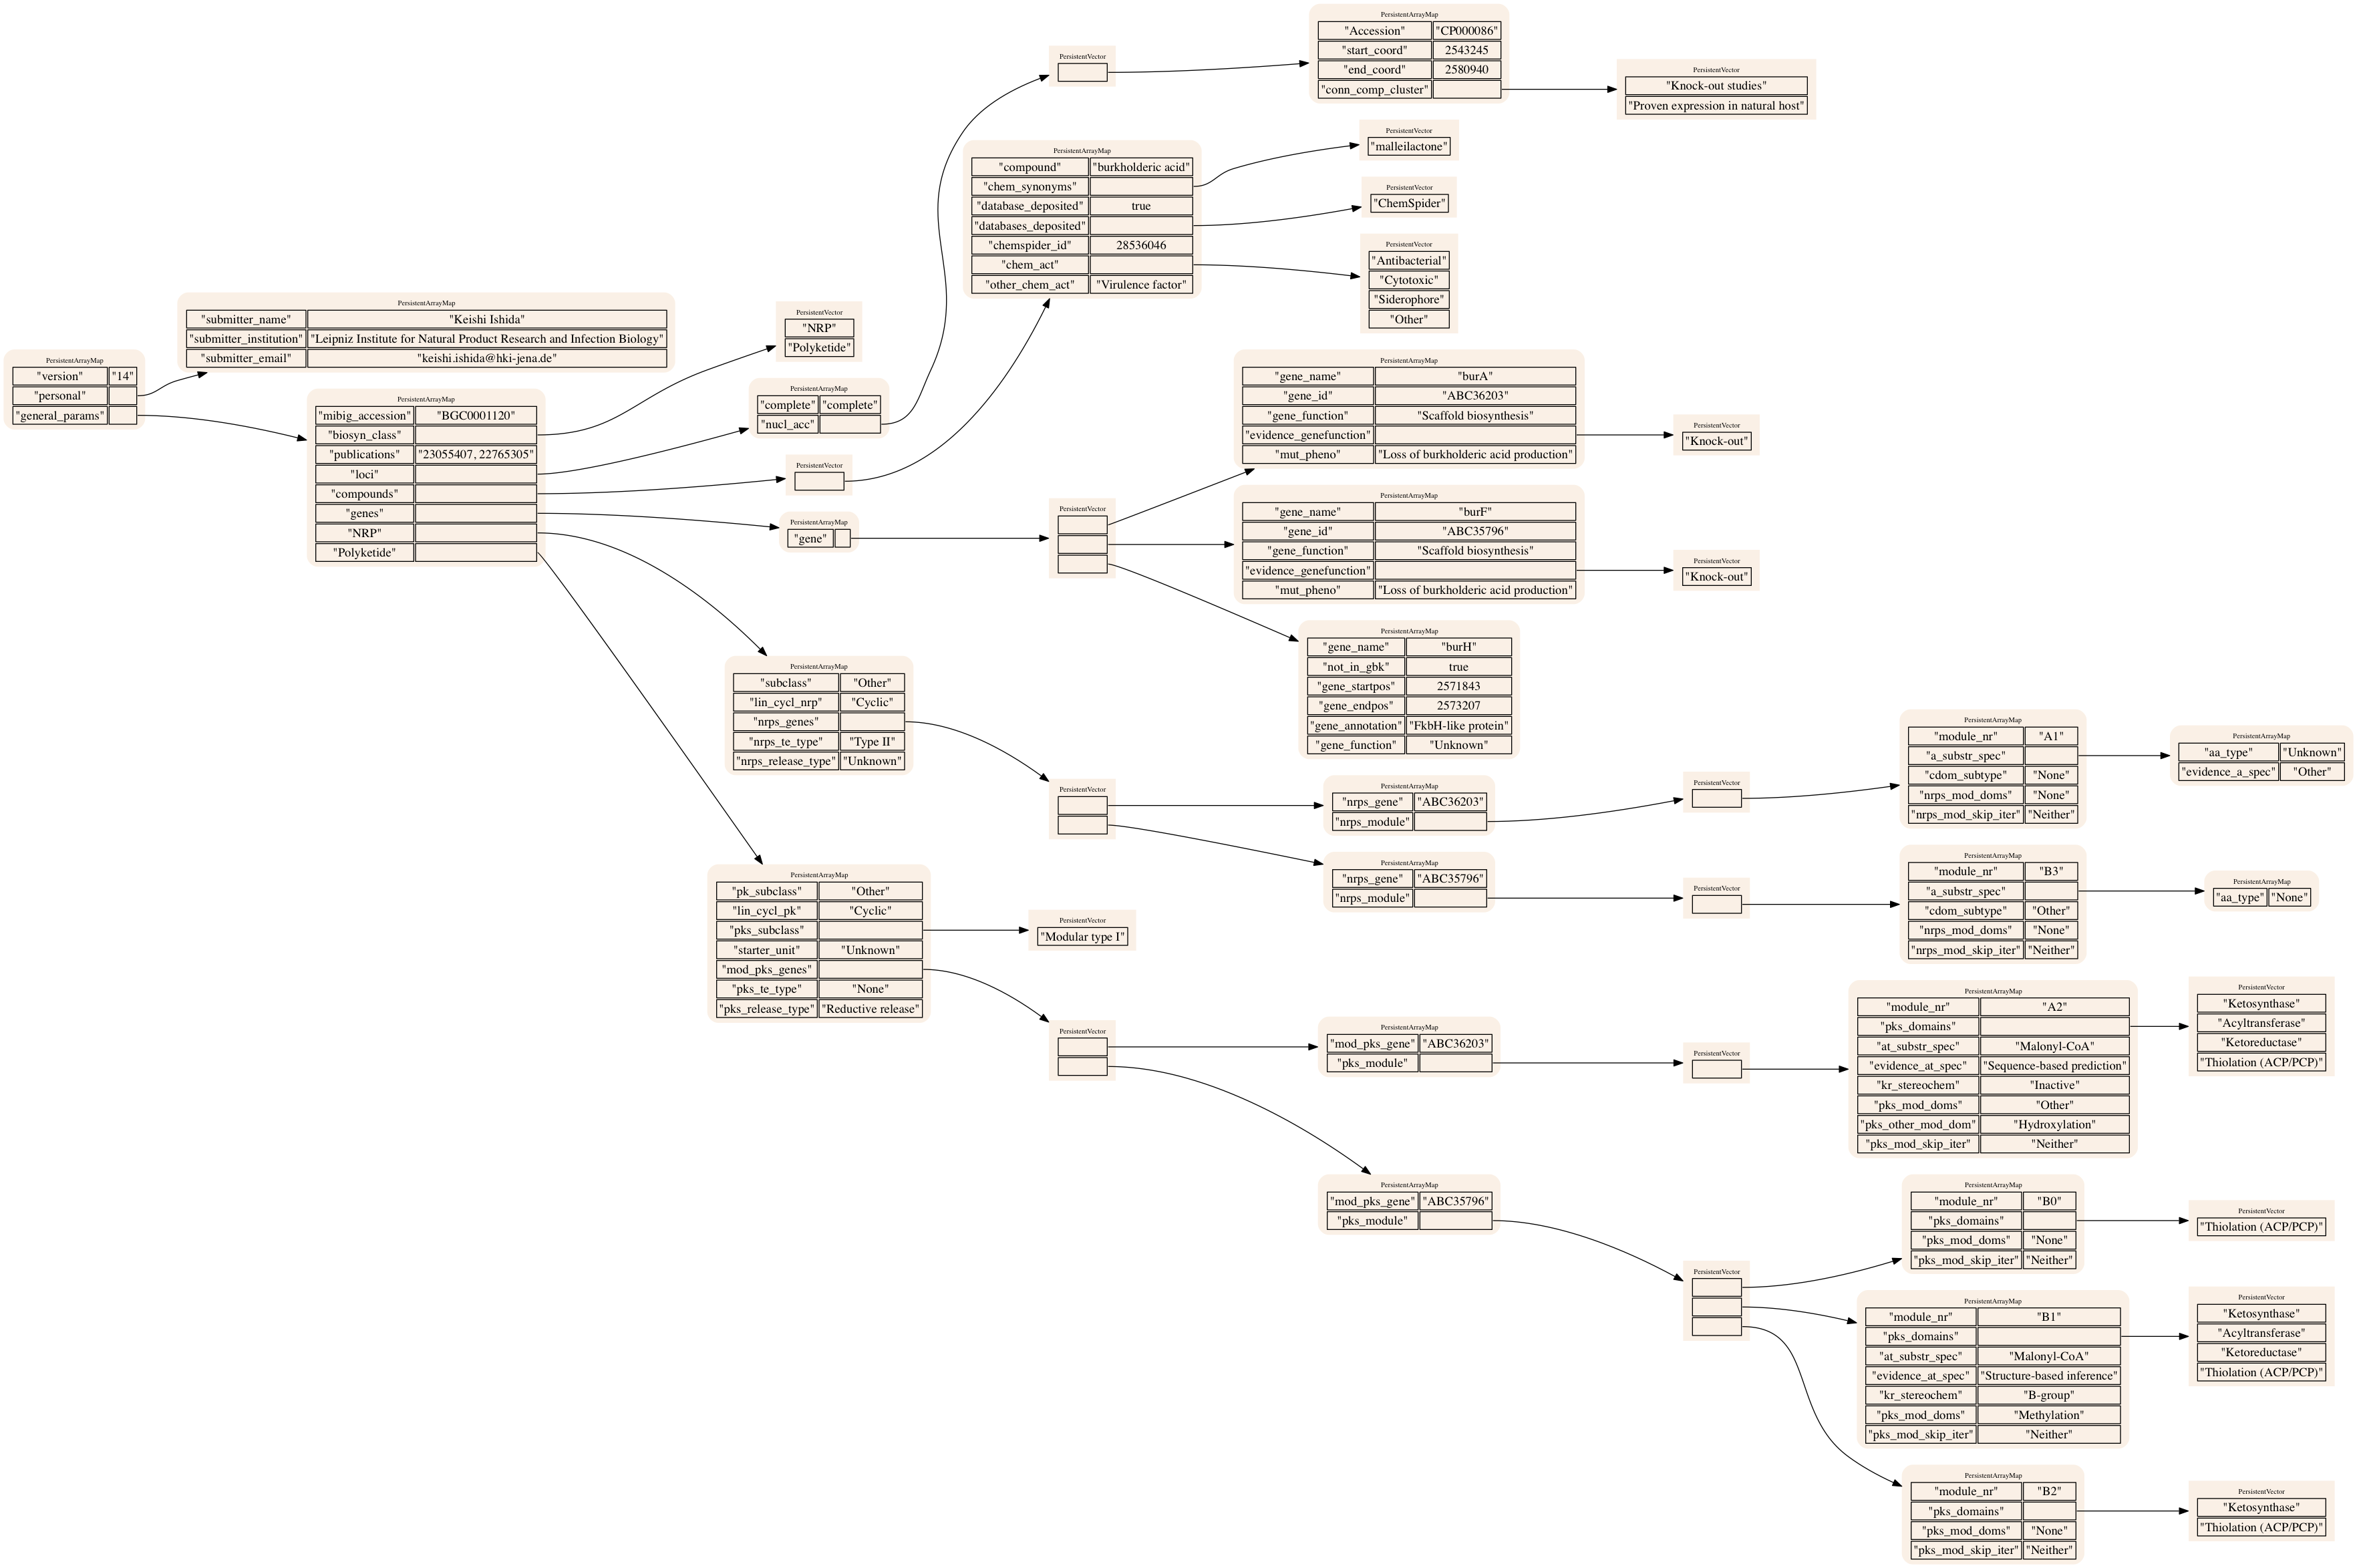 PersistentArrayMap
"version" "14"
"personal"
"general_params"
PersistentArrayMap
"submitter_name" "Keishi Ishida"
"submitter_institution" "Leipniz Institute for Natural Product Research and Infection Biology"
"submitter_email" "keishi.ishida@hki-jena.de"
PersistentArrayMap
"mibig_accession" "BGC0001120"
"biosyn_class"
"publications" "23055407, 22765305"
"loci"
"compounds"
"genes"
"NRP"
"Polyketide"
PersistentVector
"NRP"
"Polyketide"
PersistentArrayMap
"complete" "complete"
"nucl_acc"
PersistentVector
PersistentArrayMap
"gene"
PersistentVector
PersistentArrayMap
"Accession" "CP000086"
"start_coord" 2543245
"end_coord" 2580940
"conn_comp_cluster"
PersistentVector
"Knock-out studies"
"Proven expression in natural host"
PersistentArrayMap
"compound" "burkholderic acid"
"chem_synonyms"
"database_deposited" true
"databases_deposited"
"chemspider_id" 28536046
"chem_act"
"other_chem_act" "Virulence factor"
PersistentVector
"malleilactone"
PersistentVector
"ChemSpider"
PersistentVector
"Antibacterial"
"Cytotoxic"
"Siderophore"
"Other"
PersistentVector
PersistentArrayMap
"gene_name" "burA"
"gene_id" "ABC36203"
"gene_function" "Scaffold biosynthesis"
"evidence_genefunction"
"mut_pheno" "Loss of burkholderic acid production"
PersistentVector
"Knock-out"
PersistentArrayMap
"gene_name" "burF"
"gene_id" "ABC35796"
"gene_function" "Scaffold biosynthesis"
"evidence_genefunction"
"mut_pheno" "Loss of burkholderic acid production"
PersistentVector
"Knock-out"
PersistentArrayMap
"gene_name" "burH"
"not_in_gbk" true
"gene_startpos" 2571843
"gene_endpos" 2573207
"gene_annotation" "FkbH-like protein"
"gene_function" "Unknown"
PersistentArrayMap
"subclass" "Other"
"lin_cycl_nrp" "Cyclic"
"nrps_genes"
"nrps_te_type" "Type II"
"nrps_release_type" "Unknown"
PersistentVector
PersistentArrayMap
"nrps_gene" "ABC36203"
"nrps_module"
PersistentVector
PersistentArrayMap
"module_nr" "A1"
"a_substr_spec"
"cdom_subtype" "None"
"nrps_mod_doms" "None"
"nrps_mod_skip_iter" "Neither"
PersistentArrayMap
"aa_type" "Unknown"
"evidence_a_spec" "Other"
PersistentArrayMap
"nrps_gene" "ABC35796"
"nrps_module"
PersistentVector
PersistentArrayMap
"module_nr" "B3"
"a_substr_spec"
"cdom_subtype" "Other"
"nrps_mod_doms" "None"
"nrps_mod_skip_iter" "Neither"
PersistentArrayMap
"aa_type" "None"
PersistentArrayMap
"pk_subclass" "Other"
"lin_cycl_pk" "Cyclic"
"pks_subclass"
"starter_unit" "Unknown"
"mod_pks_genes"
"pks_te_type" "None"
"pks_release_type" "Reductive release"
PersistentVector
"Modular type I"
PersistentVector
PersistentArrayMap
"mod_pks_gene" "ABC36203"
"pks_module"
PersistentVector
PersistentArrayMap
"module_nr" "A2"
"pks_domains"
"at_substr_spec" "Malonyl-CoA"
"evidence_at_spec" "Sequence-based prediction"
"kr_stereochem" "Inactive"
"pks_mod_doms" "Other"
"pks_other_mod_dom" "Hydroxylation"
"pks_mod_skip_iter" "Neither"
PersistentVector
"Ketosynthase"
"Acyltransferase"
"Ketoreductase"
"Thiolation (ACP/PCP)"
PersistentArrayMap
"mod_pks_gene" "ABC35796"
"pks_module"
PersistentVector
PersistentArrayMap
"module_nr" "B0"
"pks_domains"
"pks_mod_doms" "None"
"pks_mod_skip_iter" "Neither"
PersistentVector
"Thiolation (ACP/PCP)"
PersistentArrayMap
"module_nr" "B1"
"pks_domains"
"at_substr_spec" "Malonyl-CoA"
"evidence_at_spec" "Structure-based inference"
"kr_stereochem" "B-group"
"pks_mod_doms" "Methylation"
"pks_mod_skip_iter" "Neither"
PersistentVector
"Ketosynthase"
"Acyltransferase"
"Ketoreductase"
"Thiolation (ACP/PCP)"
PersistentArrayMap
"module_nr" "B2"
"pks_domains"
"pks_mod_doms" "None"
"pks_mod_skip_iter" "Neither"
PersistentVector
"Ketosynthase"
"Thiolation (ACP/PCP)"